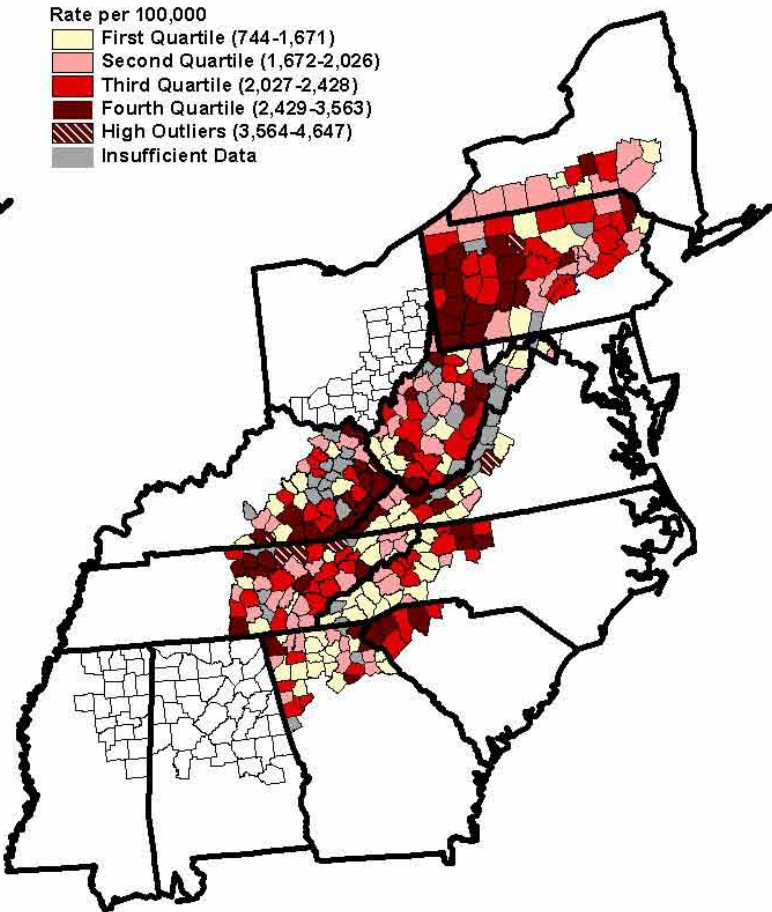 Rate per 100,000
First Quartile (744-1,671)
Second Quartile (1,672-2,026)
Third Quartile (2,027-2,428)
Fourth Quartile (2,429-3,563)
High Outliers (3,564-4,647)
Insufficient Data